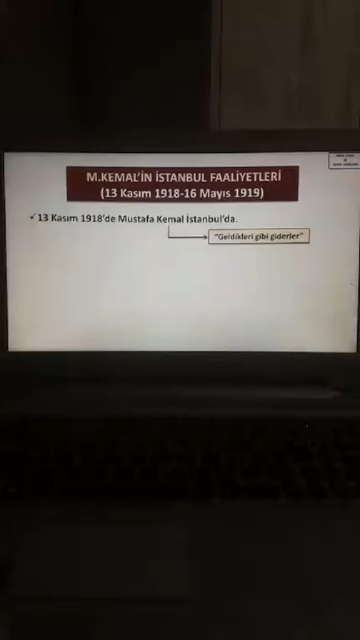 M.KEMAL'İN İSTANBUL FAALİYETLERİ
(13 Kasım 1918-16 Mayıs 1919)
✓ 13 Kasım 1918'de Mustafa Kemal İstanbul'da.
"Geldikleri gibi giderler"